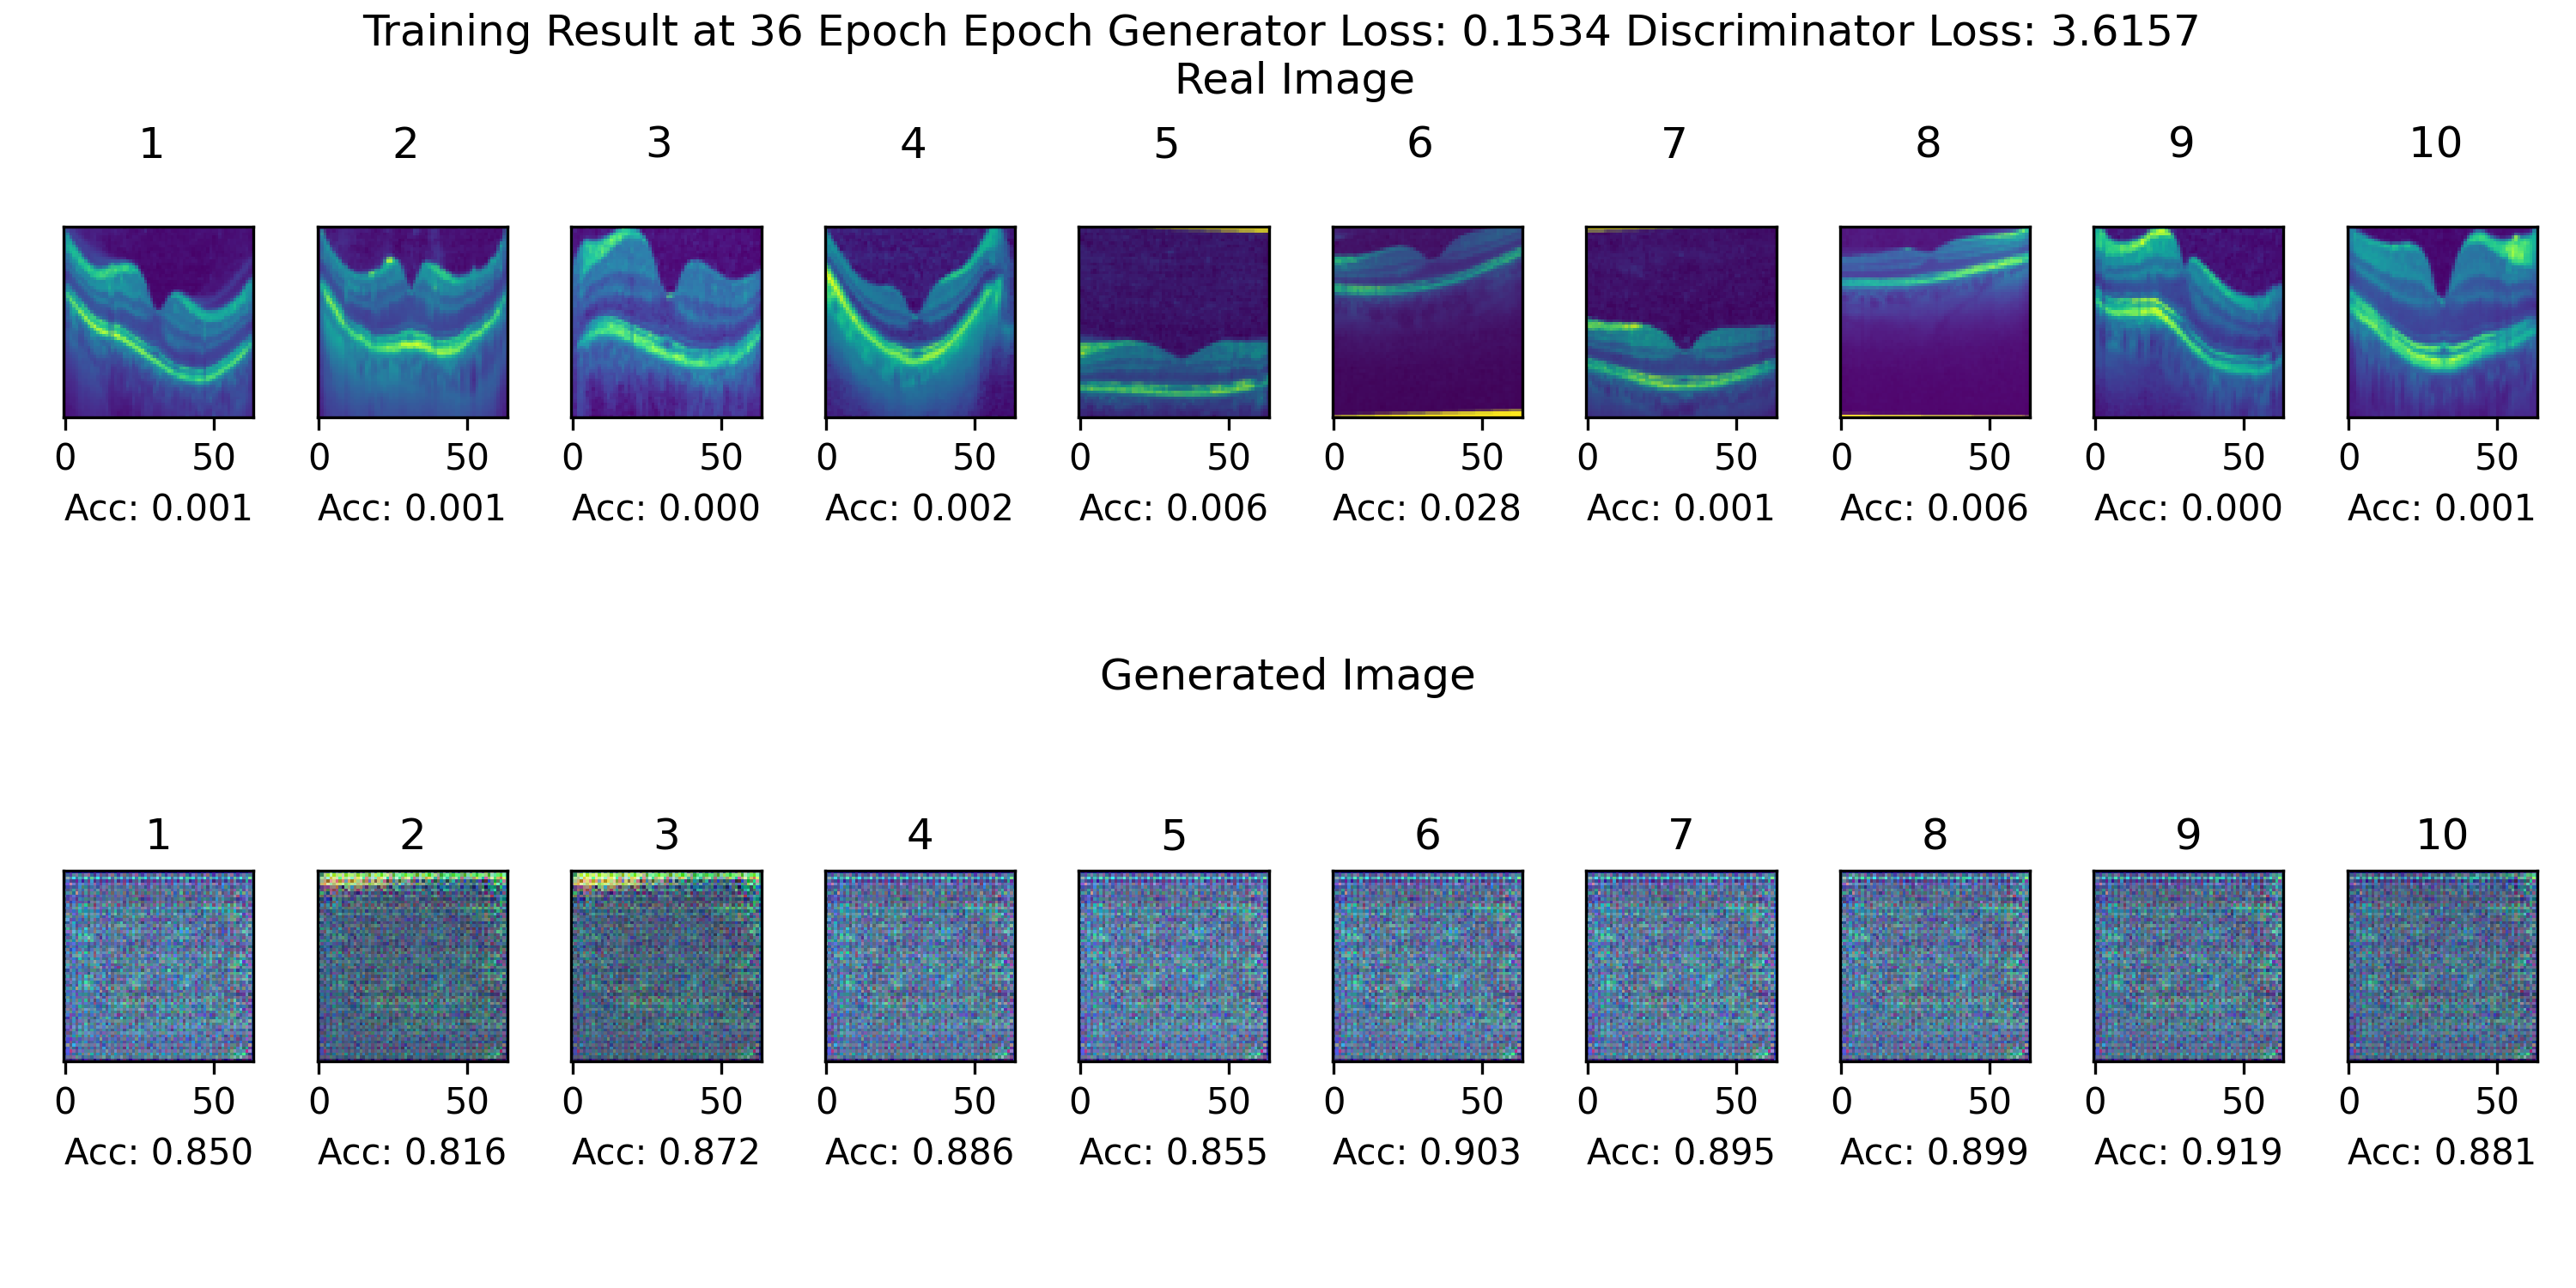 Training Result at 36 Epoch Epoch Generator Loss: 0.1534 Discriminator Loss: 3.6157
Real Image
1 2 3 4 5 6 7 8 9 10
0 50 0 50 0 50 0 50 0 50 0 50 0 50 0 50 0 50 0 50
Acc: 0.001 Acc: 0.001 Acc: 0.000 Acc: 0.002 Acc: 0.006 Acc: 0.028 Acc: 0.001 Acc: 0.006 Acc: 0.000 Acc: 0.001
Generated Image
1 2 3 4 5 6 7 8 9 10
0 50 0 50 0 50 0 50 0 50 0 50 0 50 0 50 0 50 0 50
Acc: 0.850 Acc: 0.816 Acc: 0.872 Acc: 0.886 Acc: 0.855 Acc: 0.903 Acc: 0.895 Acc: 0.899 Acc: 0.919 Acc: 0.881